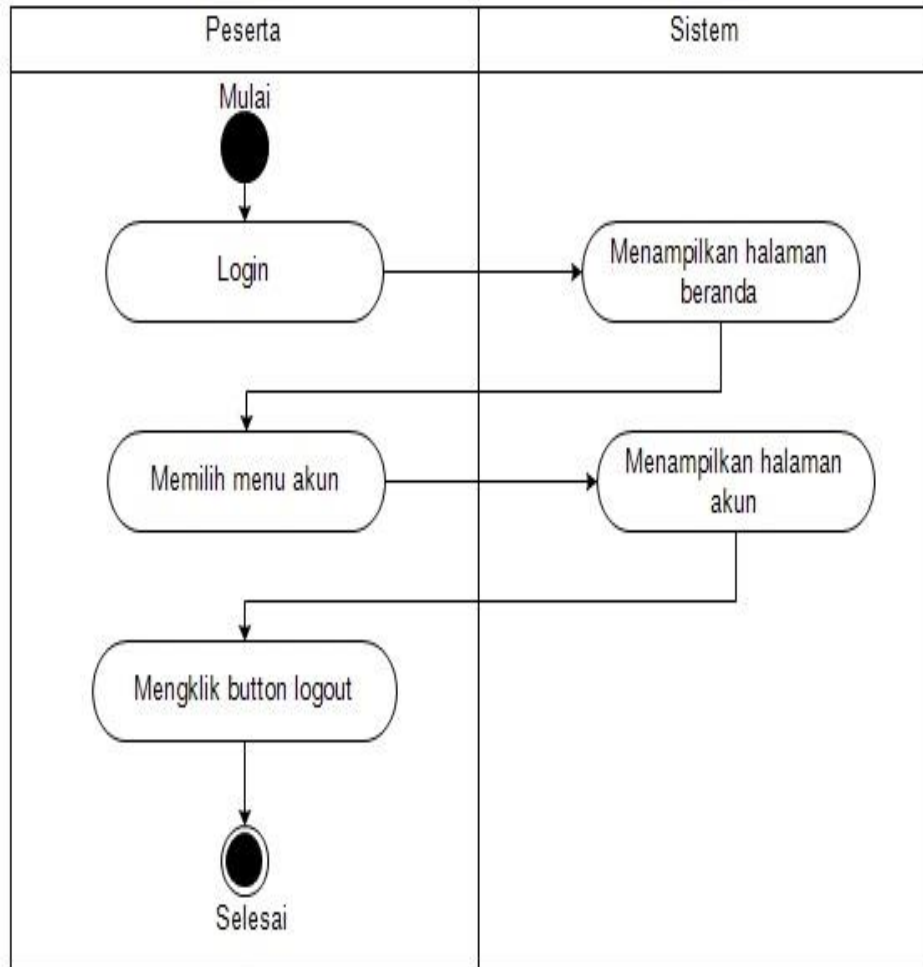 Peserta
Sistem
Mulai
Login
Menampilkan halaman
beranda
Memilih menu akun
Menampilkan halaman
akun
Mengklik button logout
Selesai